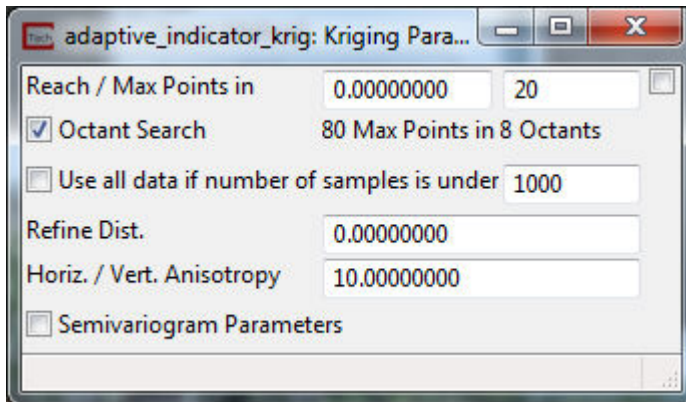 Tech adaptive_indicator_krig: Kriging Para...
Reach / Max Points in 0.00000000 20
Octant Search 80 Max Points in 8 Octants
Use all data if number of samples is under 1000
Refine Dist. 0.00000000
Horiz. / Vert. Anisotropy 10.00000000
Semivariogram Parameters